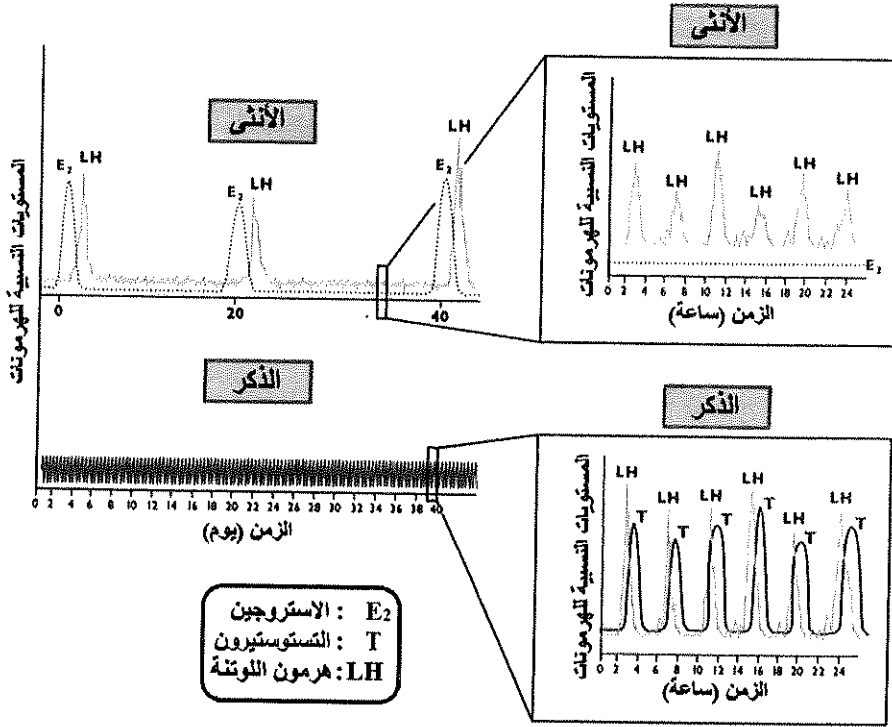 الأنثى
المستويات النسبية للهرمونات
الأنثى
E₂
LH
E₂
LH
E₂
LH
0 20 40
المستويات النسبية للهرمونات
LH
LH
LH
LH
LH
LH
E₂
0 2 4 6 8 10 12 14 16 18 20 22 24
الزمن (ساعة)
الذكر
0 2 4 6 8 10 12 14 16 18 20 22 24 26 28 30 32 34 36 38 40
الزمن (يوم)
الذكر
المستويات النسبية للهرمونات
LH
T
LH
T
LH
T
LH
T
LH
T
LH
T
0 2 4 6 8 10 12 14 16 18 20 22 24
الزمن (ساعة)
E₂ : الاستروجين
T : التستوستيرون
LH : هرمون اللوتنة